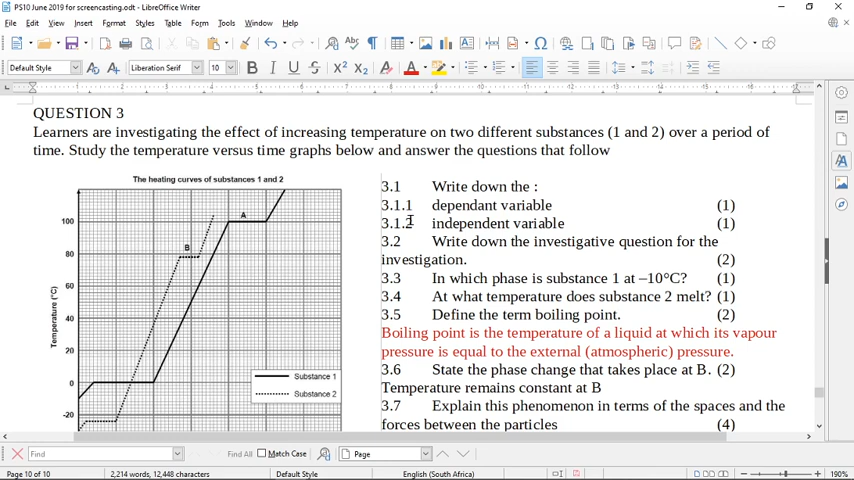 PS10 June 2019 for screencasting.docx - LibreOffice Writer
File Edit View Insert Format Styles Table Form Tools Window Help
Default Style Liberation Serif 10
QUESTION 3
Learners are investigating the effect of increasing temperature on two different substances (1 and 2) over a period of
time. Study the temperature versus time graphs below and answer the questions that follow
The heating curves of substances 1 and 2
Temperature (°C)
100
80
60
40
20
0
-20
A
B
Substance 1
Substance 2
3.1 Write down the :
3.1.1 dependant variable (1)
3.1.2 independent variable (1)
3.2 Write down the investigative question for the
investigation. (2)
3.3 In which phase is substance 1 at –10°C? (1)
3.4 At what temperature does substance 2 melt? (1)
3.5 Define the term boiling point. (2)
Boiling point is the temperature of a liquid at which its vapour
pressure is equal to the external (atmospheric) pressure.
3.6 State the phase change that takes place at B. (2)
Temperature remains constant at B
3.7 Explain this phenomenon in terms of the spaces and the
forces between the particles (4)
Find Find All Match Case Page
Page 10 of 10 2,214 words, 12,448 characters Default Style English (South Africa) 190%